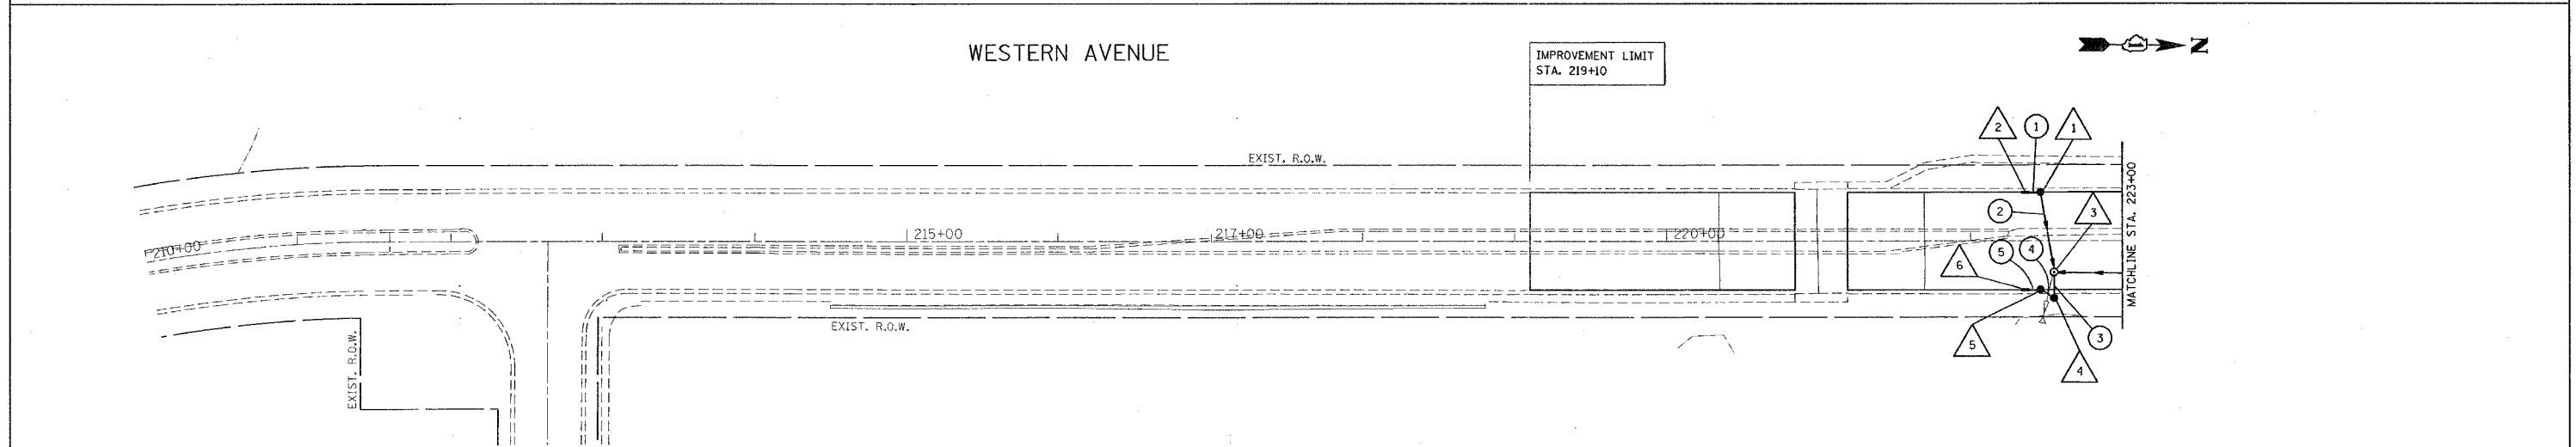 WESTERN AVENUE
IMPROVEMENT LIMIT
STA. 219+10
N
2 1 1
EXIST. R.O.W.
MATCHLINE STA. 223+00
2 3
215+00
217+00
220+00
210+00
5 4
6
EXIST. R.O.W.
EXIST. R.O.W.
5
3
4